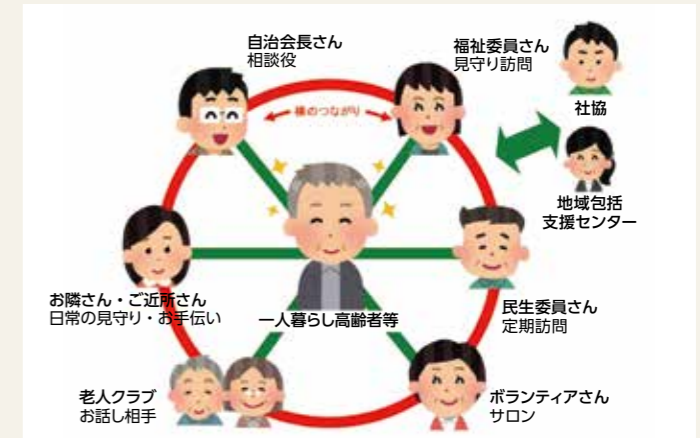 自治会長さん
相談役
福祉委員さん
見守り訪問
社協
横のつながり
地域包括
支援センター
お隣さん・ご近所さん
日常の見守り・お手伝い
一人暮らし高齢者等
民生委員さん
定期訪問
老人クラブ
お話し相手
ボランティアさん
サロン